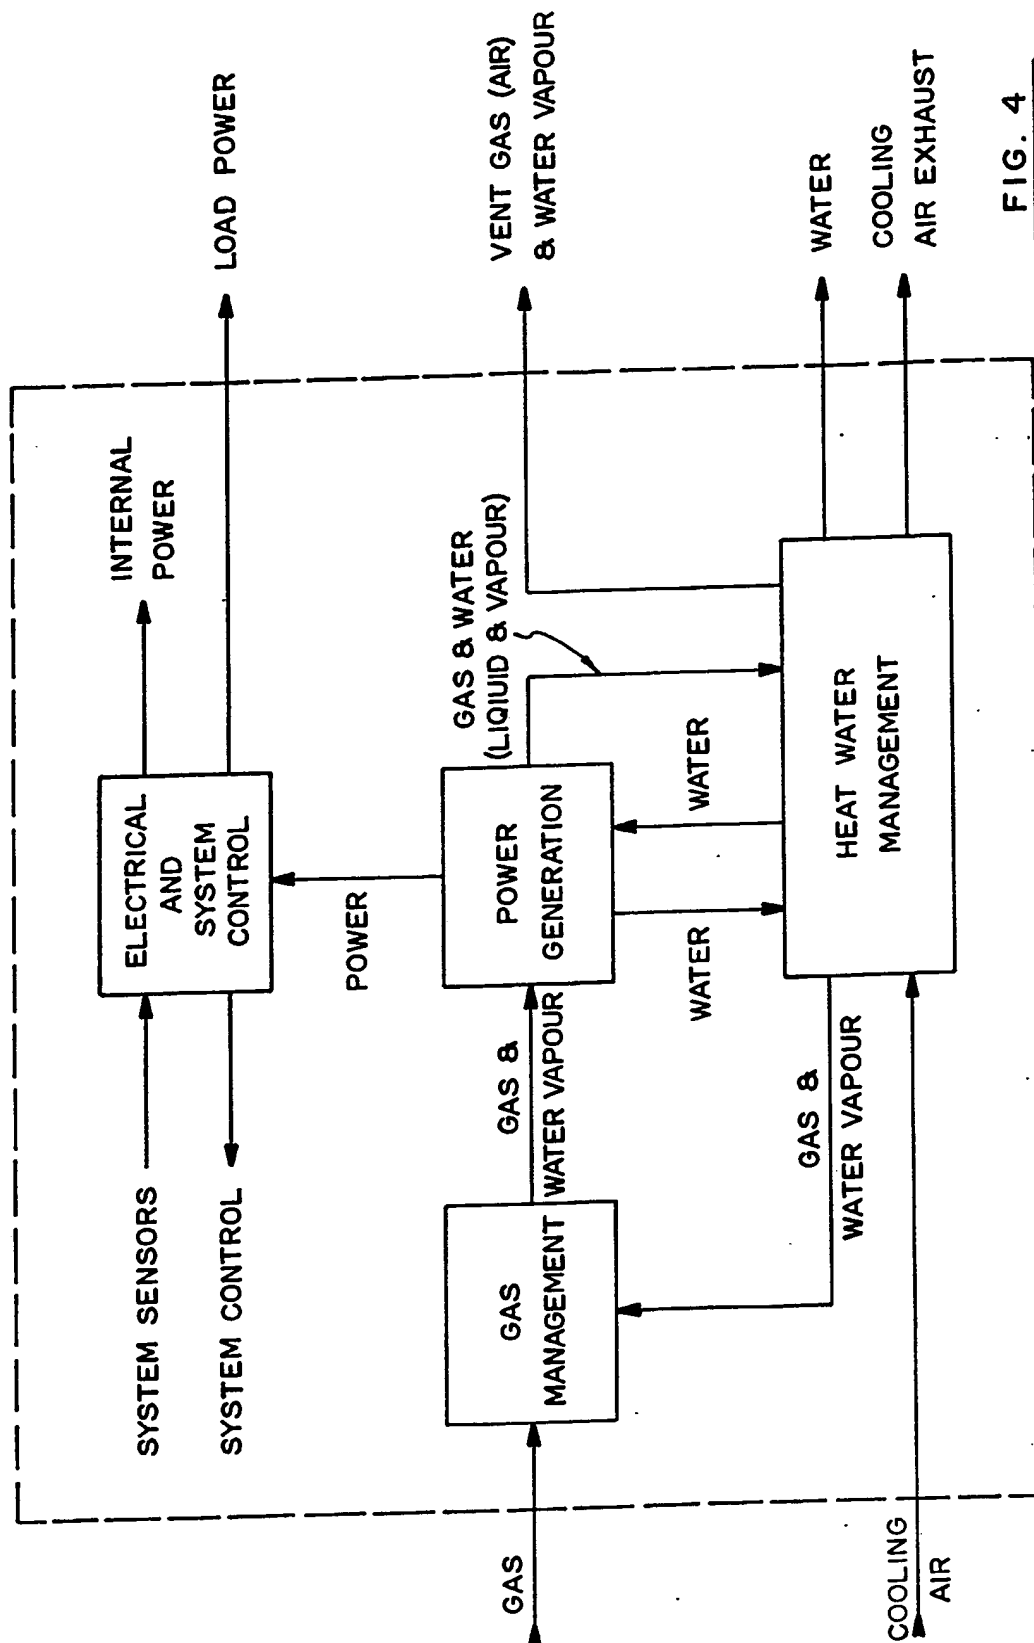 SYSTEM SENSORS
SYSTEM CONTROL
ELECTRICAL
AND
SYSTEM
CONTROL
INTERNAL
POWER
LOAD POWER
POWER
GAS
GAS
MANAGEMENT
GAS &
WATER VAPOUR
POWER
GENERATION
GAS & WATER
(LIQIUID & VAPOUR)
VENT GAS (AIR)
& WATER VAPOUR
WATER
WATER
GAS &
WATER VAPOUR
HEAT WATER
MANAGEMENT
WATER
COOLING
AIR EXHAUST
COOLING
AIR
FIG. 4